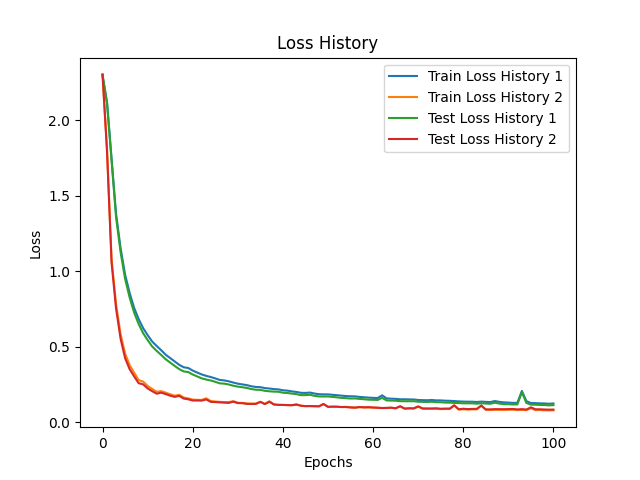 Loss History
Train Loss History 1
Train Loss History 2
Test Loss History 1
Test Loss History 2
2.0
1.5
1.0
0.5
0.0
Loss
0 20 40 60 80 100
Epochs